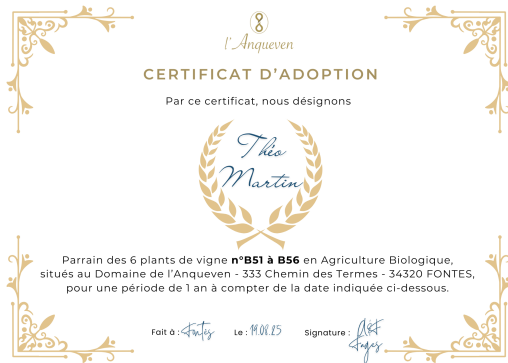 l'Anqueven
CERTIFICAT D'ADOPTION
Par ce certificat, nous désignons
Théo
Martin
Parrain des 6 plants de vigne n°B51 à B56 en Agriculture Biologique,
situés au Domaine de l'Anqueven - 333 Chemin des Termes - 34320 FONTES,
pour une période de 1 an à compter de la date indiquée ci-dessous.
Fait à : Fontès Le : 19.08.25 Signature :